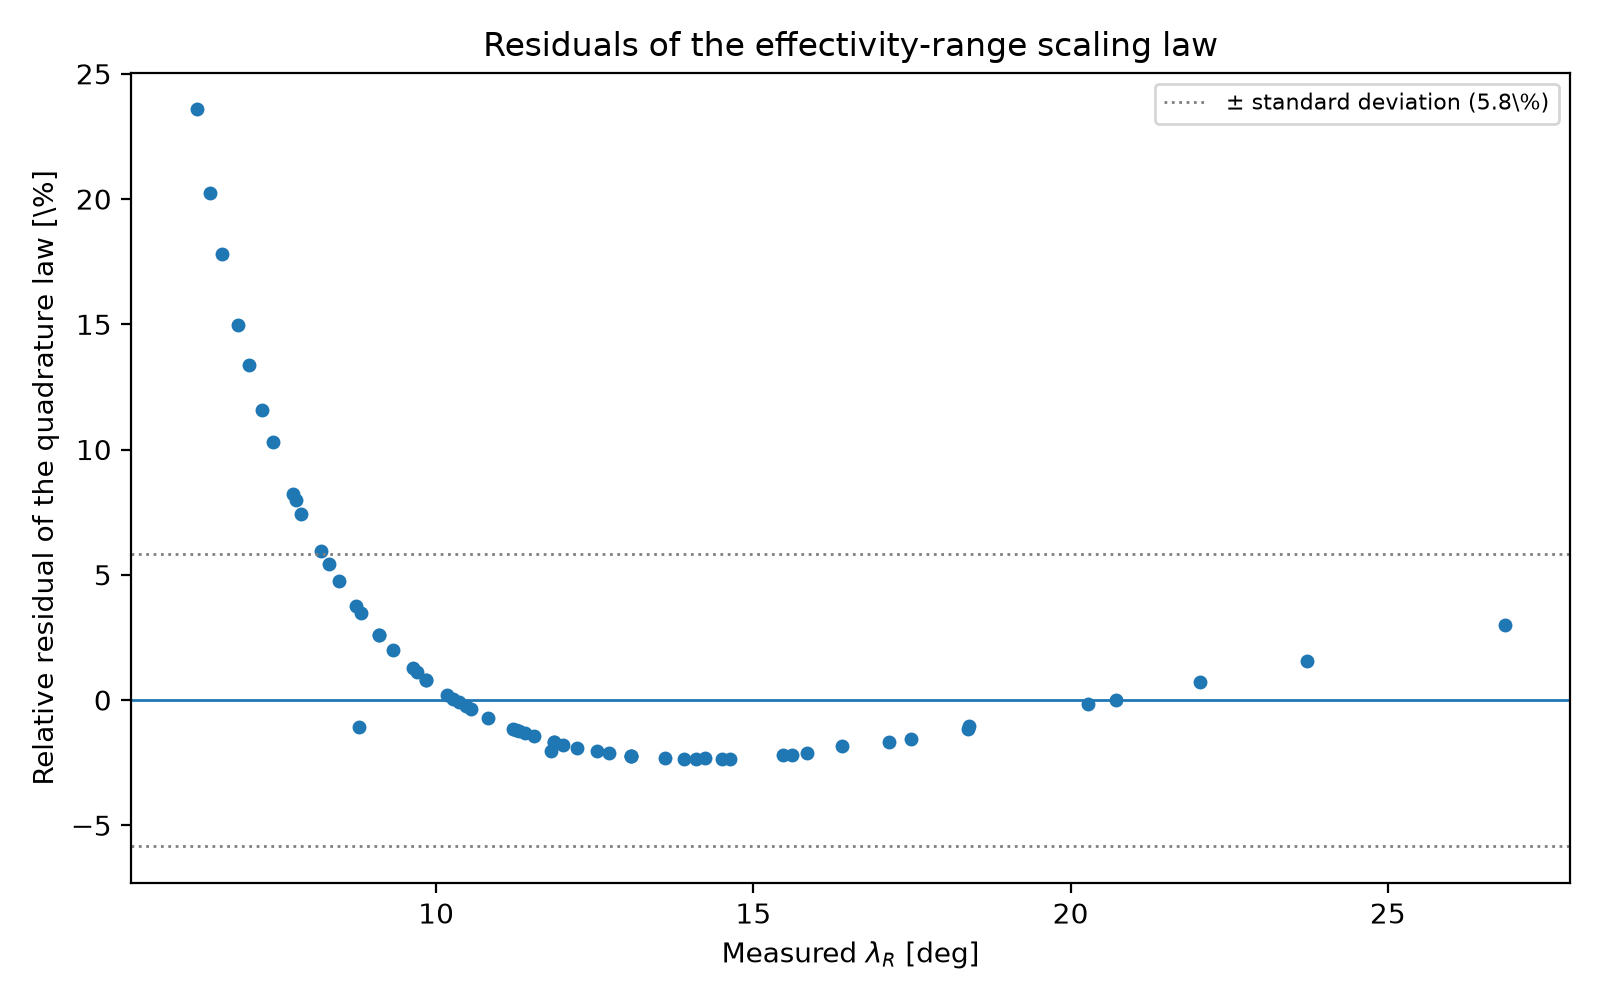 Residuals of the effectivity-range scaling law
± standard deviation (5.8\%)
Relative residual of the quadrature law [\%]
25
20
15
10
5
0
−5
10 15 20 25
Measured λ_R [deg]